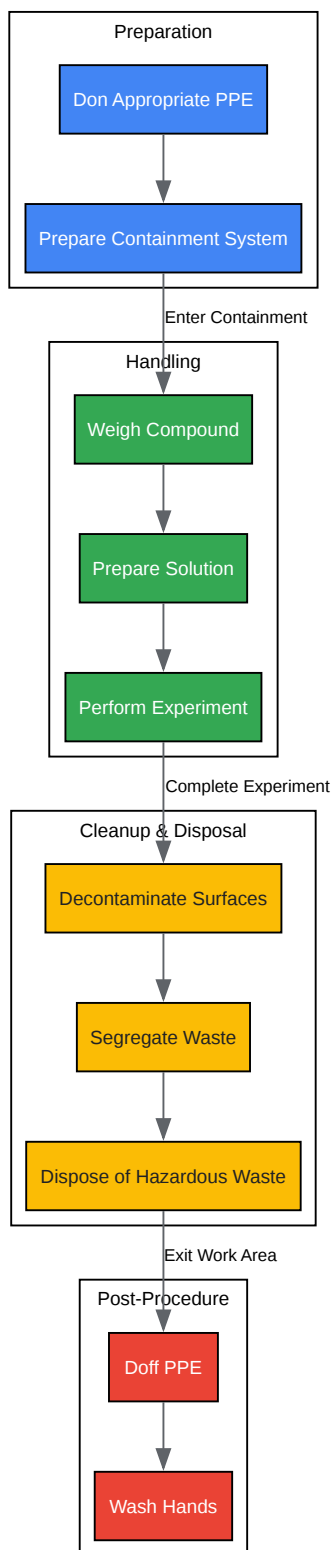 Preparation
Don Appropriate PPE
Prepare Containment System
Enter Containment
Handling
Weigh Compound
Prepare Solution
Perform Experiment
Complete Experiment
Cleanup & Disposal
Decontaminate Surfaces
Segregate Waste
Dispose of Hazardous Waste
Exit Work Area
Post-Procedure
Doff PPE
Wash Hands